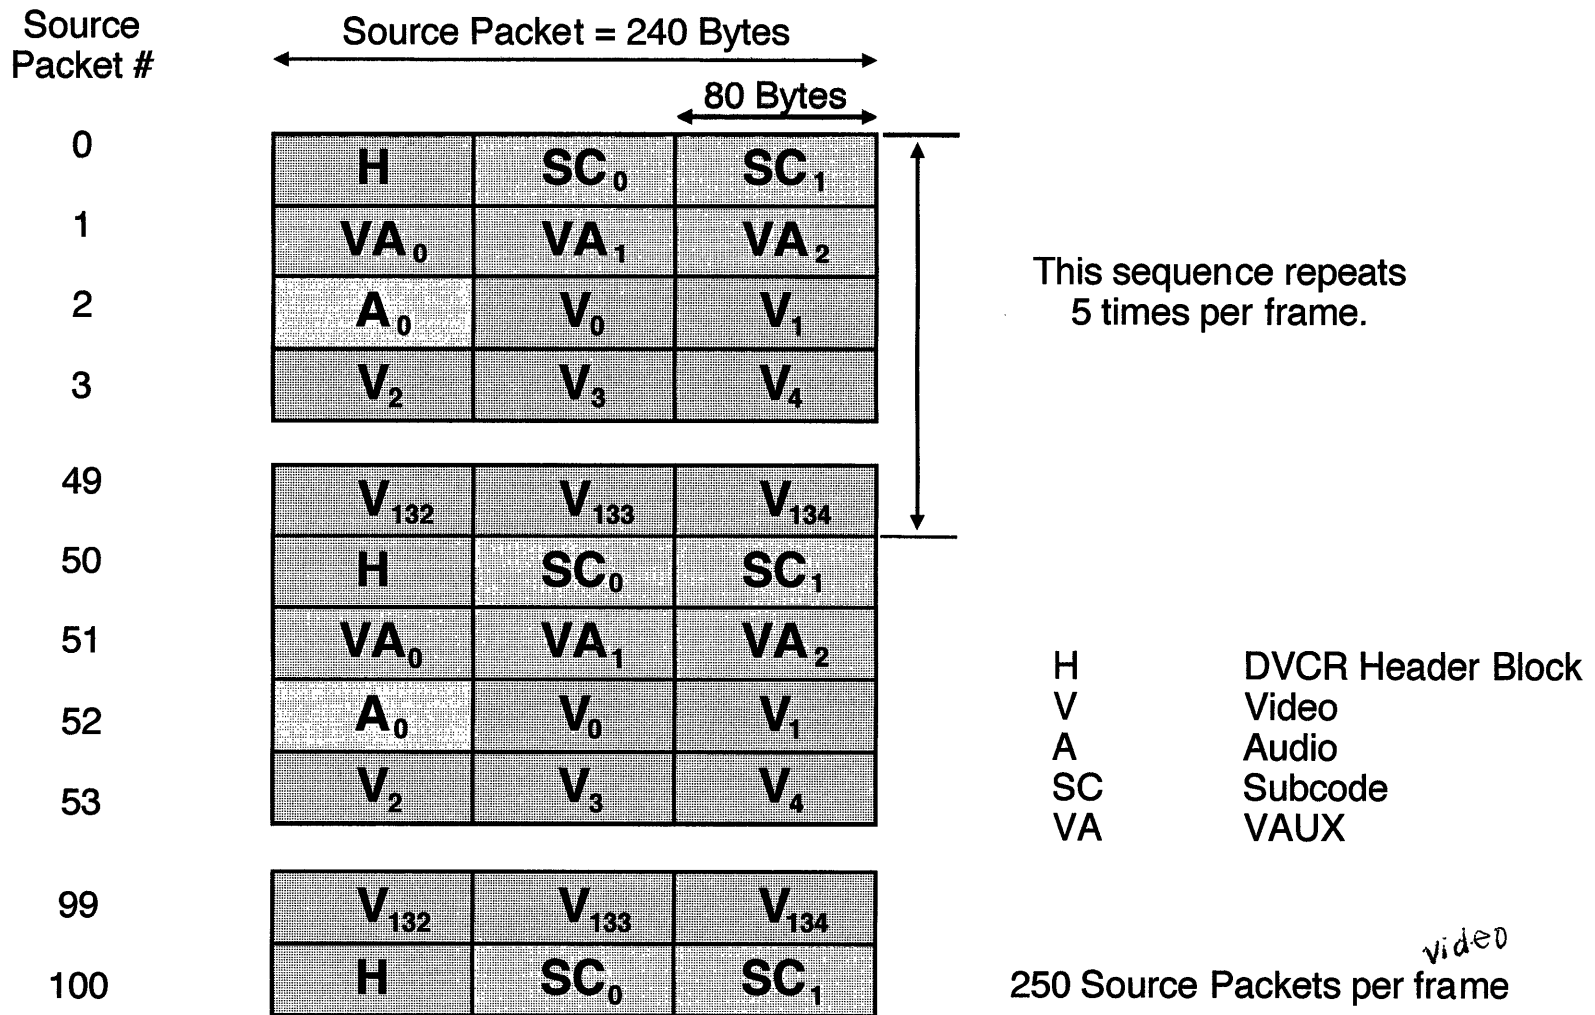 Source
Packet #
Source Packet = 240 Bytes
80 Bytes
0 H SC0 SC1
1 VA0 VA1 VA2
2 A0 V0 V1
3 V2 V3 V4
This sequence repeats
5 times per frame.
49 V132 V133 V134
50 H SC0 SC1
51 VA0 VA1 VA2
52 A0 V0 V1
53 V2 V3 V4
H DVCR Header Block
V Video
A Audio
SC Subcode
VA VAUX
99 V132 V133 V134
100 H SC0 SC1
video
250 Source Packets per frame